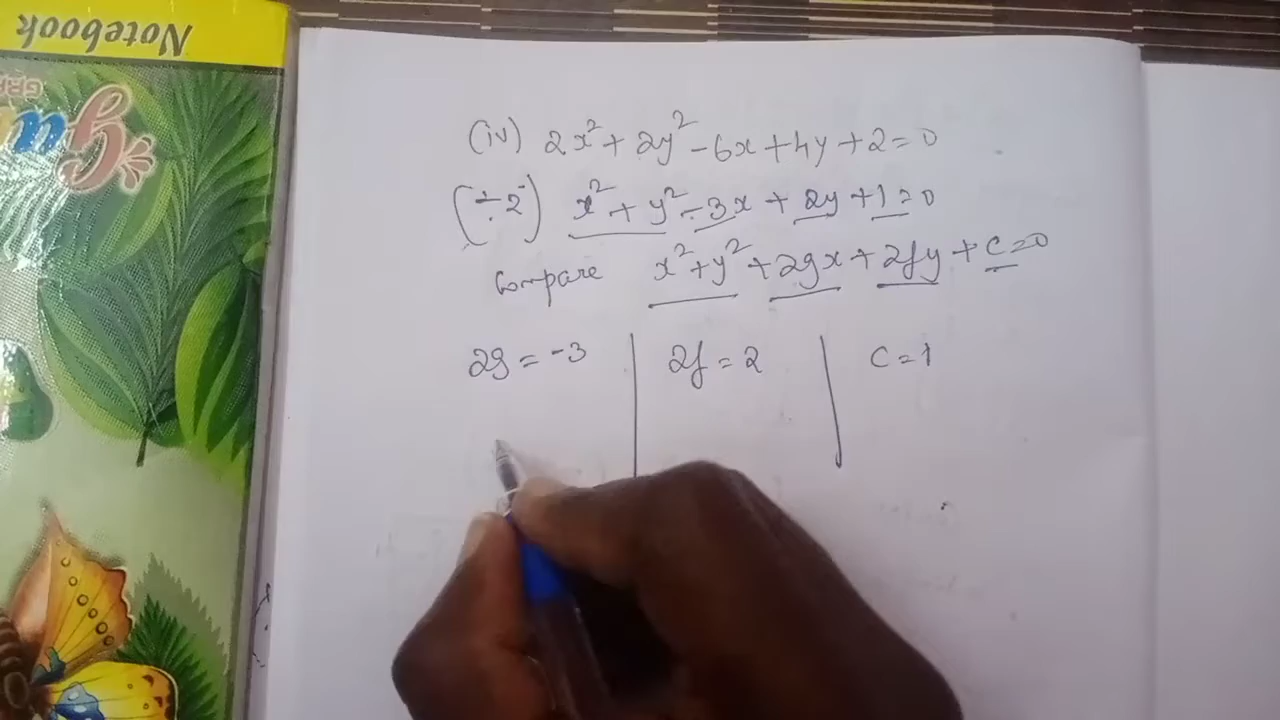 Notebook
(iv) 2x² + 2y² - 6x + 4y + 2 = 0
(÷ 2) x² + y² - 3x + 2y + 1 = 0
Compare x² + y² + 2gx + 2fy + c = 0
2g = -3 2f = 2 c = 1